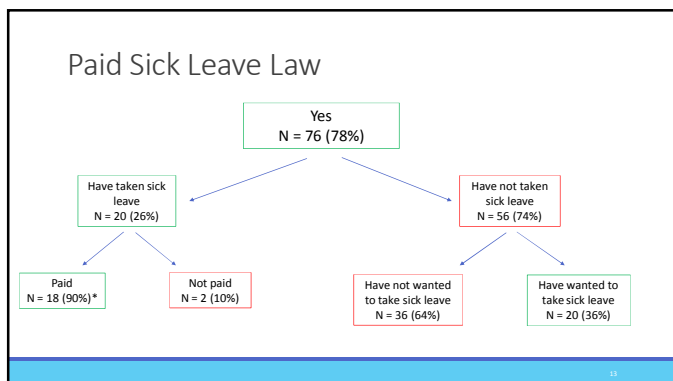 Paid Sick Leave Law
Yes
N = 76 (78%)
Have taken sick
leave
N = 20 (26%)
Have not taken
sick leave
N = 56 (74%)
Paid
N = 18 (90%)*
Not paid
N = 2 (10%)
Have not wanted
to take sick leave
N = 36 (64%)
Have wanted to
take sick leave
N = 20 (36%)
13